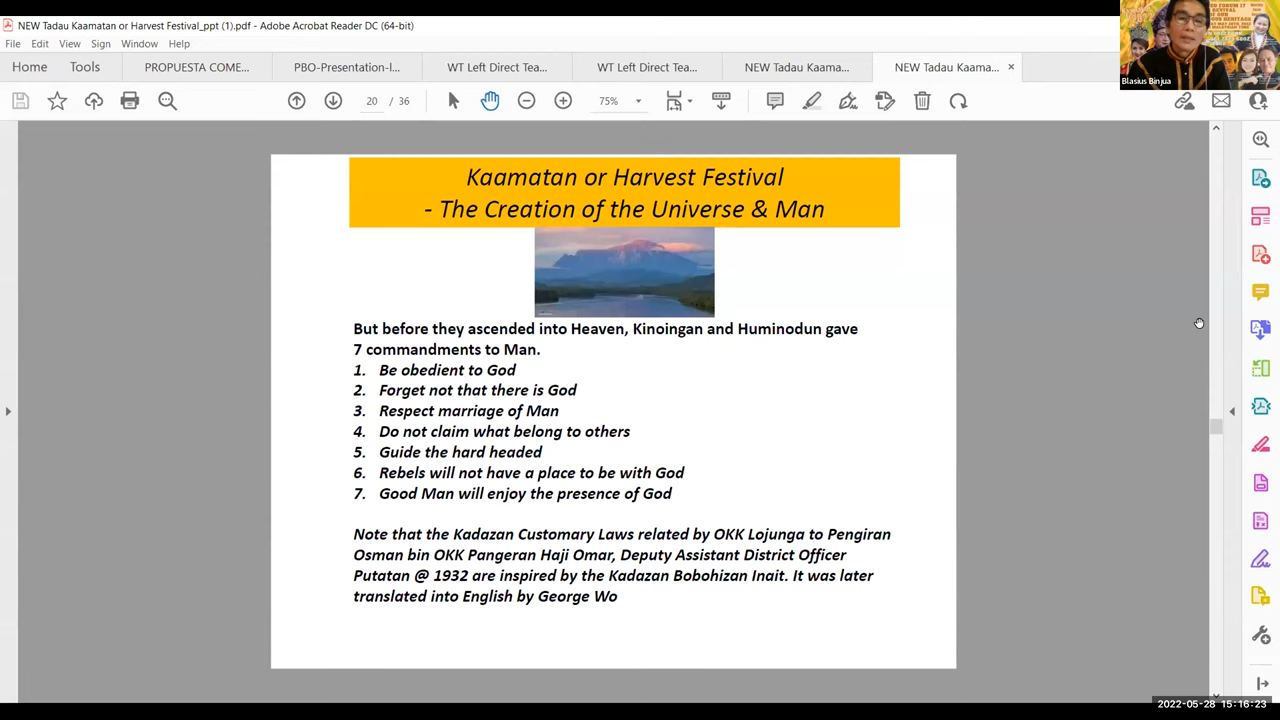 NEW Tadau Kaamatan or Harvest Festival_ppt (1).pdf - Adobe Acrobat Reader DC (64-bit)
File Edit View Sign Window Help
Home Tools PROPUESTA COME... PBO-Presentation-I... WT Left Direct Tea... WT Left Direct Tea... NEW Tadau Kaama... NEW Tadau Kaama... ×
20 / 36 75%
Blasius Binjua
Kaamatan or Harvest Festival
- The Creation of the Universe & Man
But before they ascended into Heaven, Kinoingan and Huminodun gave
7 commandments to Man.
1. Be obedient to God
2. Forget not that there is God
3. Respect marriage of Man
4. Do not claim what belong to others
5. Guide the hard headed
6. Rebels will not have a place to be with God
7. Good Man will enjoy the presence of God
Note that the Kadazan Customary Laws related by OKK Lojunga to Pengiran
Osman bin OKK Pangeran Haji Omar, Deputy Assistant District Officer
Putatan @ 1932 are inspired by the Kadazan Bobohizan Inait. It was later
translated into English by George Wo
2022-05-28 15:16:23